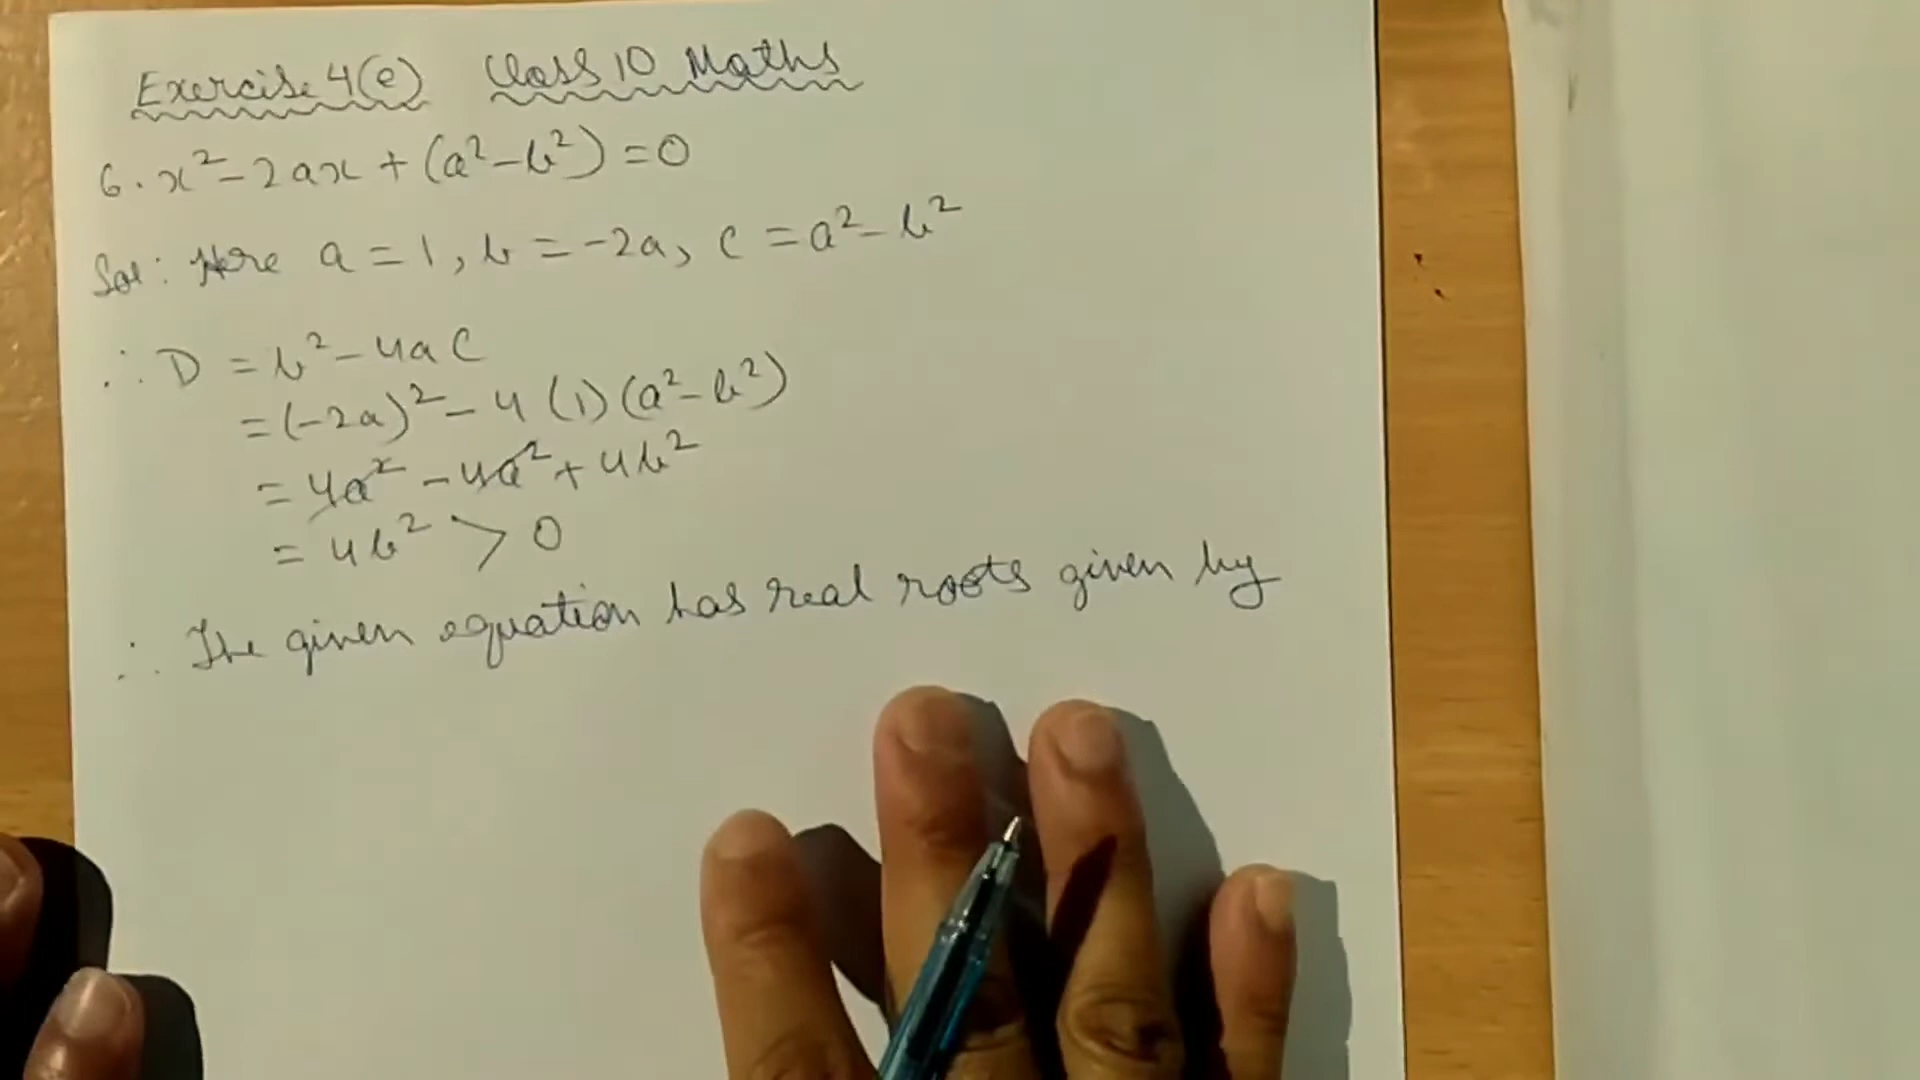 Exercise 4(e) Class 10 Maths
6. x² - 2ax + (a² - b²) = 0
Sol: Here a = 1, b = -2a, c = a² - b²
∴ D = b² - 4ac
= (-2a)² - 4 (1) (a² - b²)
= 4a² - 4a² + 4b²
= 4b² > 0
∴ The given equation has real roots given by